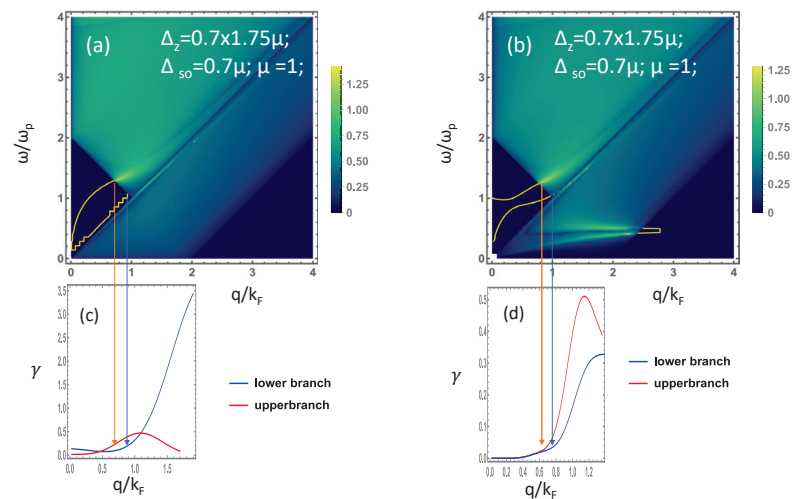 (a)
Δz=0.7x1.75μ;
Δso=0.7μ; μ =1;
ω/ωp
4
3
2
1
0
0
1
2
3
4
q/kF
1.25
1.00
0.75
0.50
0.25
0
(b)
Δz=0.7x1.75μ;
Δso=0.7μ; μ =1;
ω/ωp
4
3
2
1
0
0
1
2
3
4
q/kF
1.25
1.00
0.75
0.50
0.25
0
(c)
γ
3.5
3.0
2.5
2.0
1.5
1.0
0.5
0.0
0.0
0.5
1.0
1.5
q/kF
lower branch
upperbranch
(d)
γ
0.5
0.4
0.3
0.2
0.1
0.0
0.0 0.2 0.4 0.6 0.8 1.0 1.2
q/kF
lower branch
upperbranch